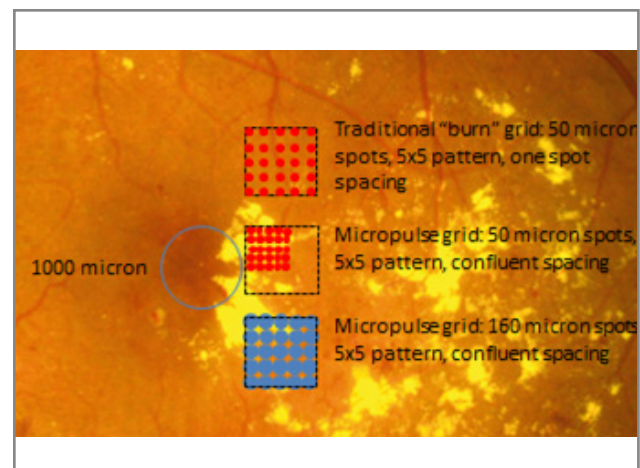 Traditional “burn” grid: 50 micron
spots, 5x5 pattern, one spot
spacing
Micropulse grid: 50 micron spots,
5x5 pattern, confluent spacing
1000 micron
Micropulse grid: 160 micron spots
5x5 pattern, confluent spacing